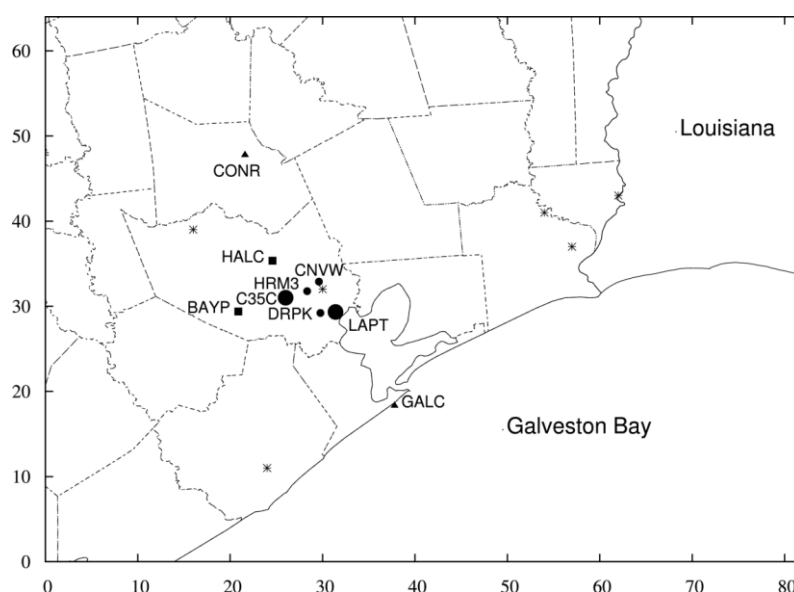 60
50
Louisiana
CONR
40
HALC
CNVW
HRM3
C35C
30
BAYP
DRPK
LAPT
20
GALC
Galveston Bay
10
0
0 10 20 30 40 50 60 70 80